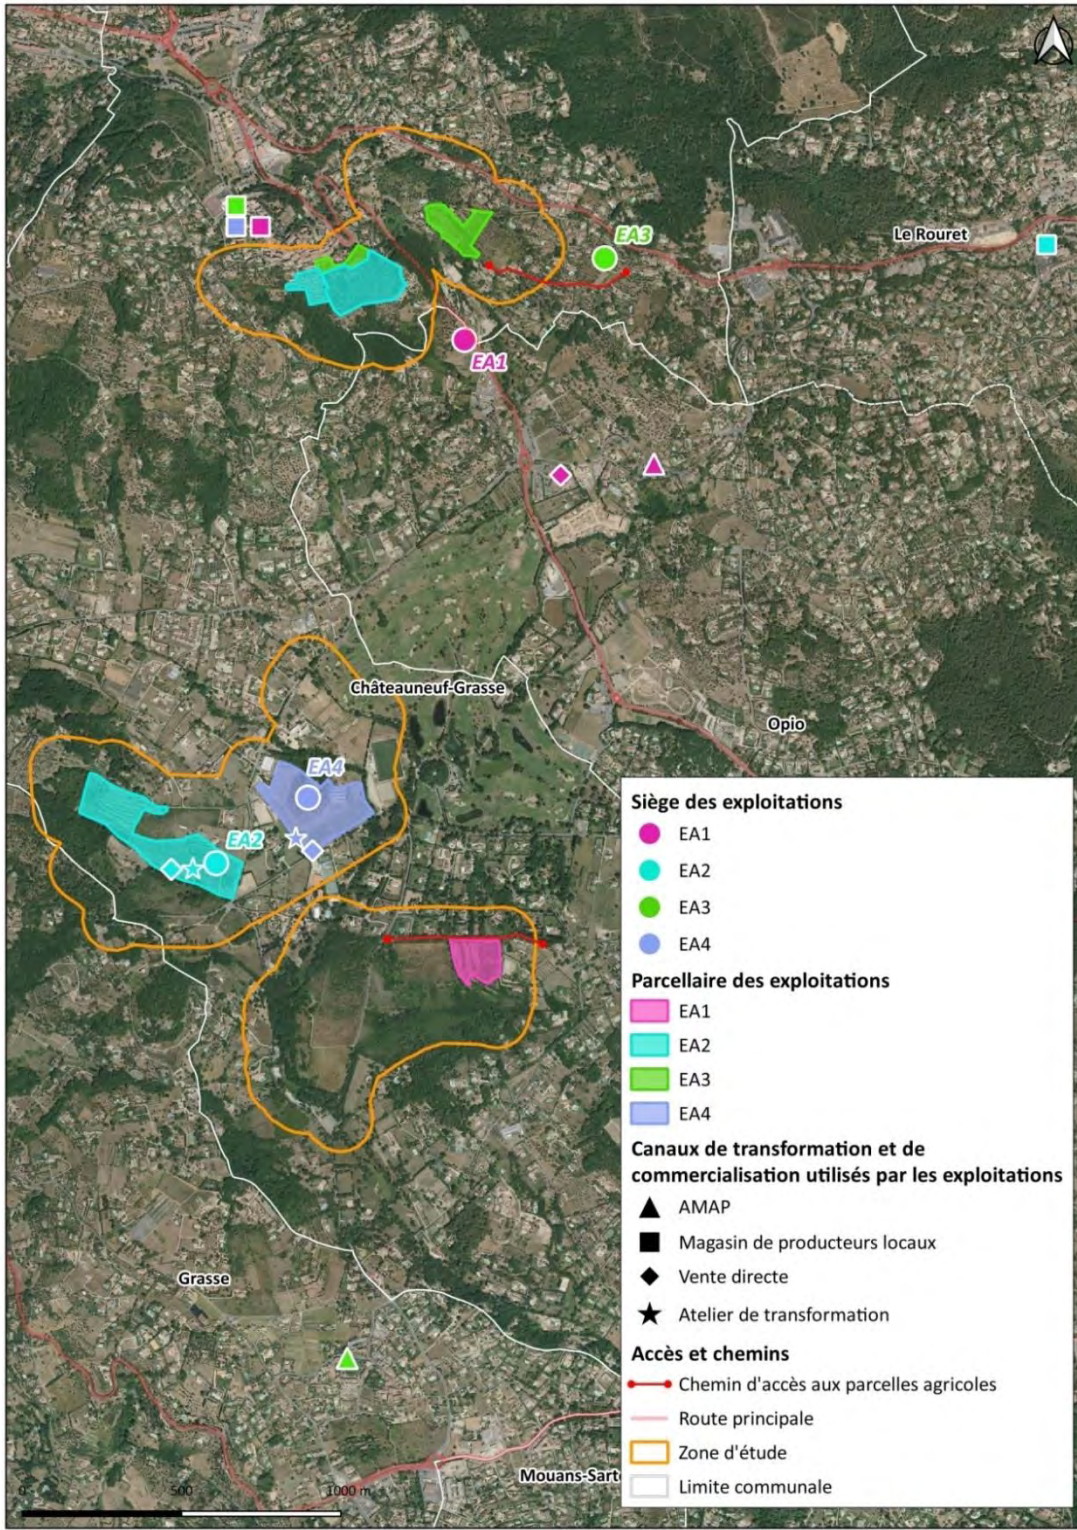 EA3
Le Rouret
EA1
Châteauneuf-Grasse
Opio
EA4
EA2
Siège des exploitations
EA1
EA2
EA3
EA4
Parcellaire des exploitations
EA1
EA2
EA3
EA4
Canaux de transformation et de
commercialisation utilisés par les exploitations
AMAP
Magasin de producteurs locaux
Vente directe
Atelier de transformation
Accès et chemins
Chemin d'accès aux parcelles agricoles
Route principale
Zone d'étude
Limite communale
Grasse
Mouans-Sarto
0 500 1000 m